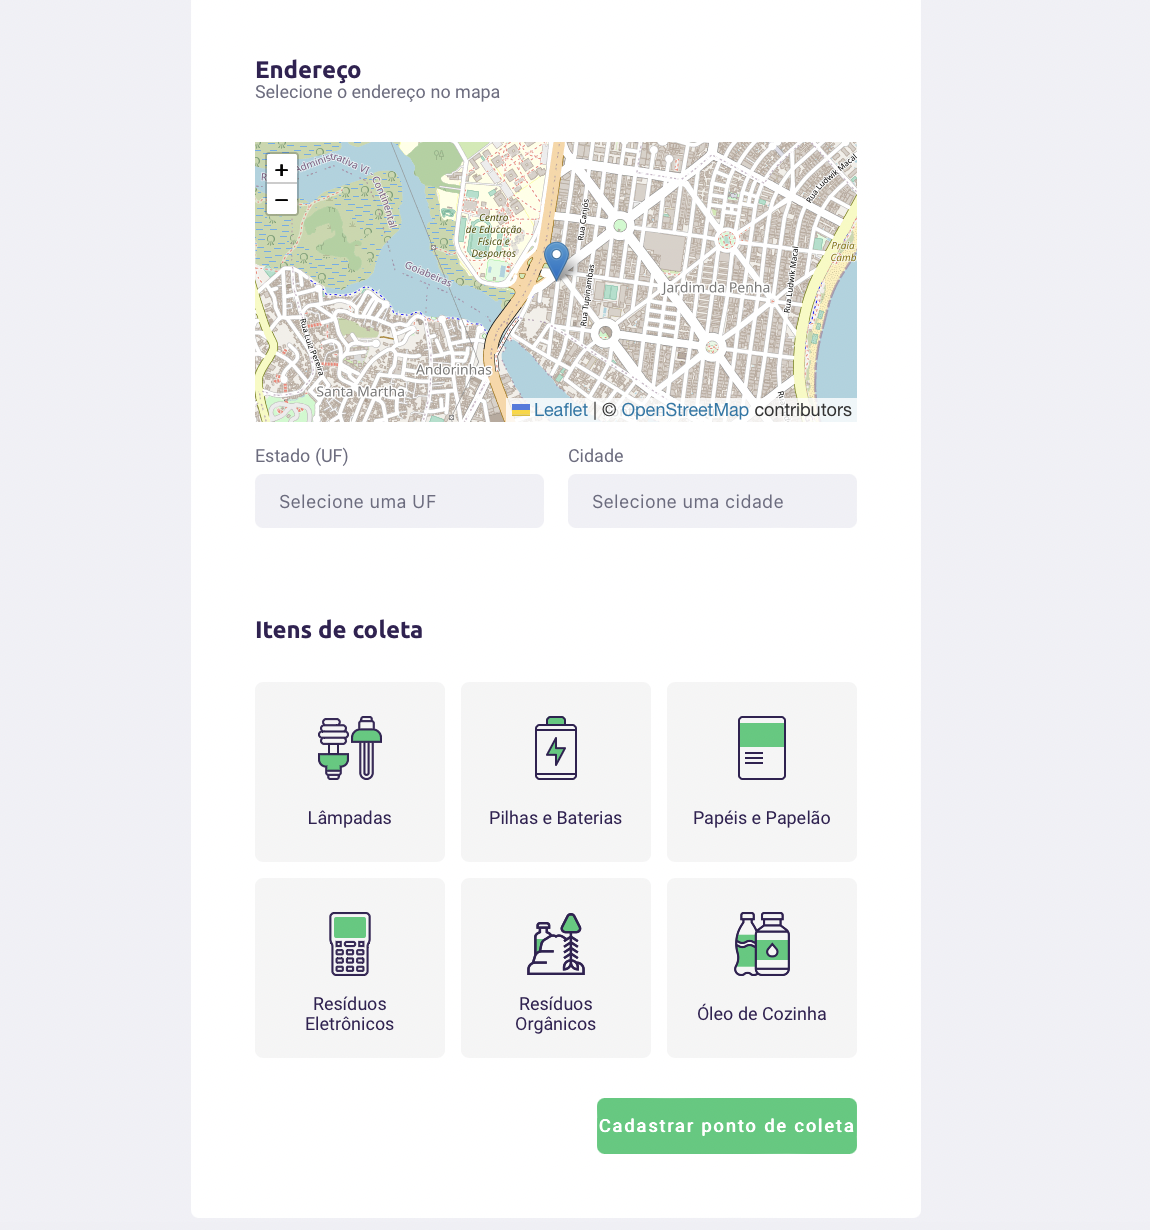 Endereço
Selecione o endereço no mapa
+
−
Administrativa VI
Continental
Goiabeiras
Centro
de Educação
Física e
Desportos
Rua Carijós
Rua Tupinambás
Jardim da Penha
Rua Ludwik Macal
Rua Ludwik Macal
Praia
Camb
Rua Luiz Pereira
Andorinhas
Santa Martha
Leaflet | © OpenStreetMap contributors
Estado (UF)
Cidade
Selecione uma UF
Selecione uma cidade
Itens de coleta
Lâmpadas
Pilhas e Baterias
Papéis e Papelão
Resíduos
Eletrônicos
Resíduos
Orgânicos
Óleo de Cozinha
Cadastrar ponto de coleta